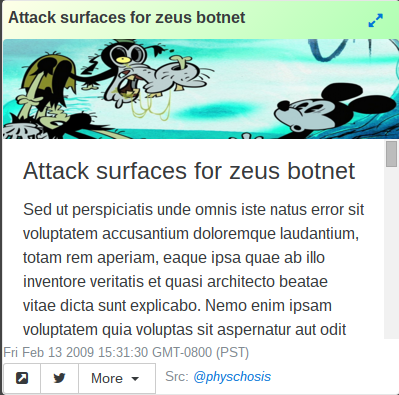 Attack surfaces for zeus botnet
Attack surfaces for zeus botnet
Sed ut perspiciatis unde omnis iste natus error sit
voluptatem accusantium doloremque laudantium,
totam rem aperiam, eaque ipsa quae ab illo
inventore veritatis et quasi architecto beatae
vitae dicta sunt explicabo. Nemo enim ipsam
voluptatem quia voluptas sit aspernatur aut odit
Fri Feb 13 2009 15:31:30 GMT-0800 (PST)
More Src: @physchosis